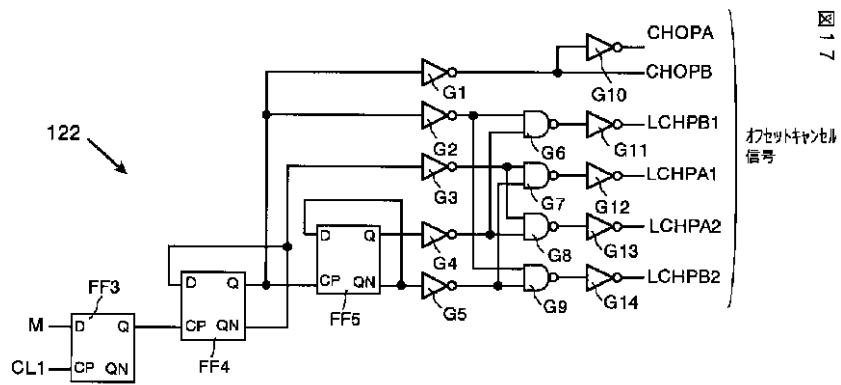 図17
CHOPA
CHOPB
G1
G10
G2
LCHPB1
G6
G11
122
G3
LCHPA1
G7
G12
オフセットキャンセル
信号
D
Q
G4
LCHPA2
G8
G13
CP
QN
FF5
G5
LCHPB2
G9
G14
D
Q
CP
QN
FF4
FF3
M
D
Q
CL1
CP
QN